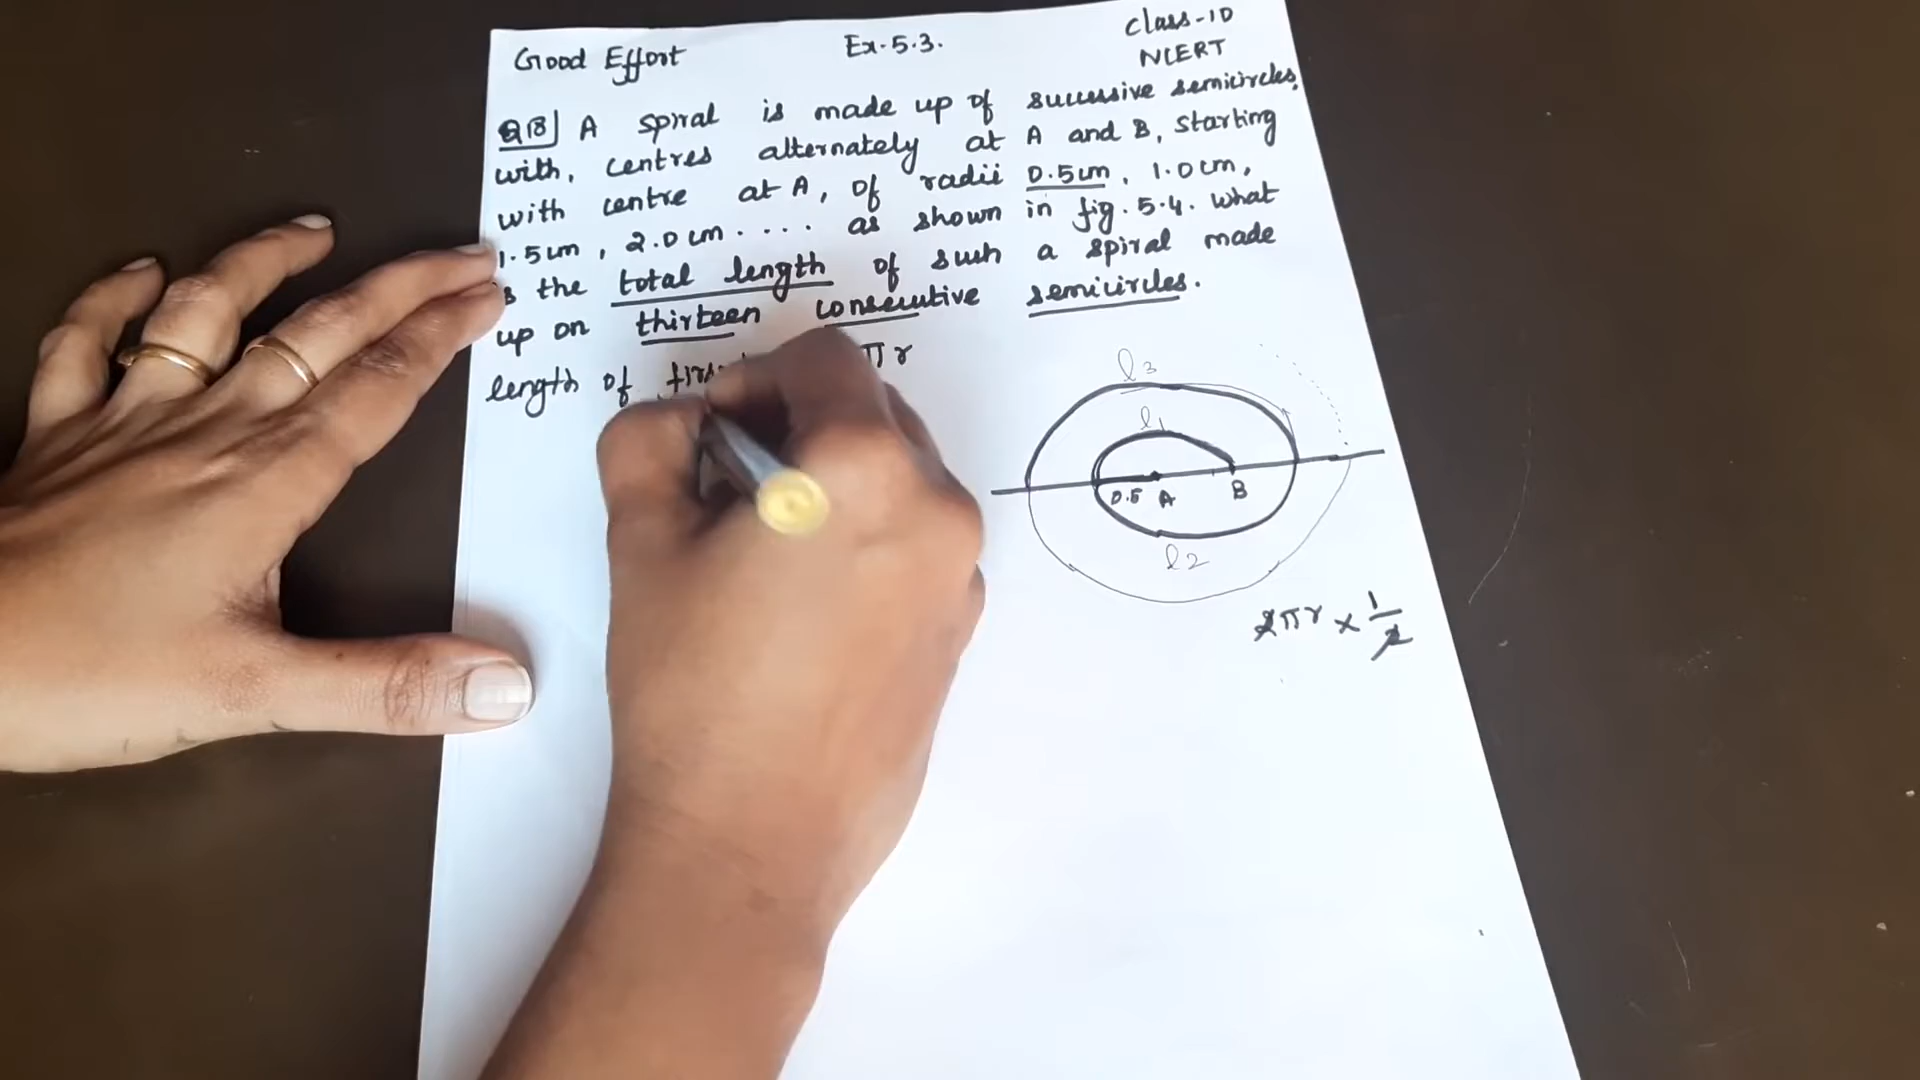 Good Effort Ex. 5.3. Class-10
NCERT
Q18 A spiral is made up of successive semicircles,
with, centres alternately at A and B, starting
with centre at A, of radii 0.5cm, 1.0cm,
1.5cm, 2.0cm.... as shown in fig. 5.4. What
the total length of such a spiral made
up on thirteen consecutive semicircles.
length of πr
l3
l1
0.5 A B
l2
2πr × 1/2